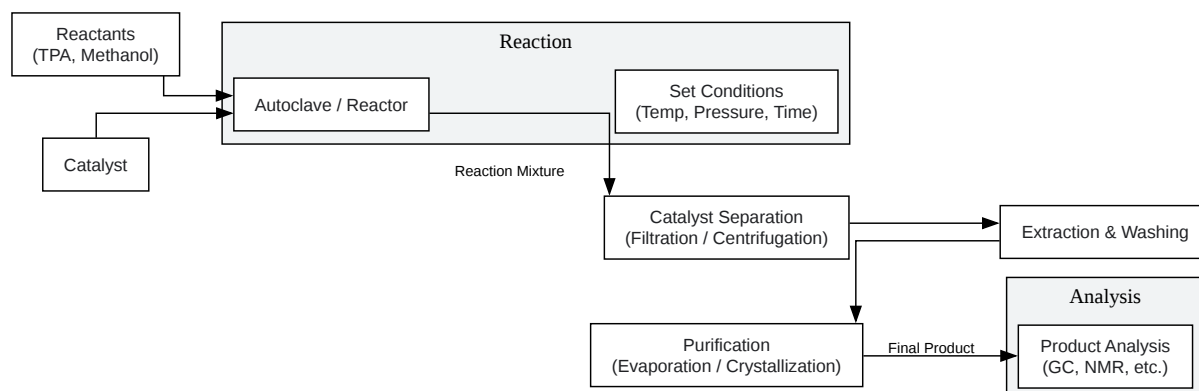 Reactants
(TPA, Methanol)
Reaction
Autoclave / Reactor
Set Conditions
(Temp, Pressure, Time)
Catalyst
Reaction Mixture
Catalyst Separation
(Filtration / Centrifugation)
Extraction & Washing
Analysis
Purification
(Evaporation / Crystallization)
Final Product
Product Analysis
(GC, NMR, etc.)